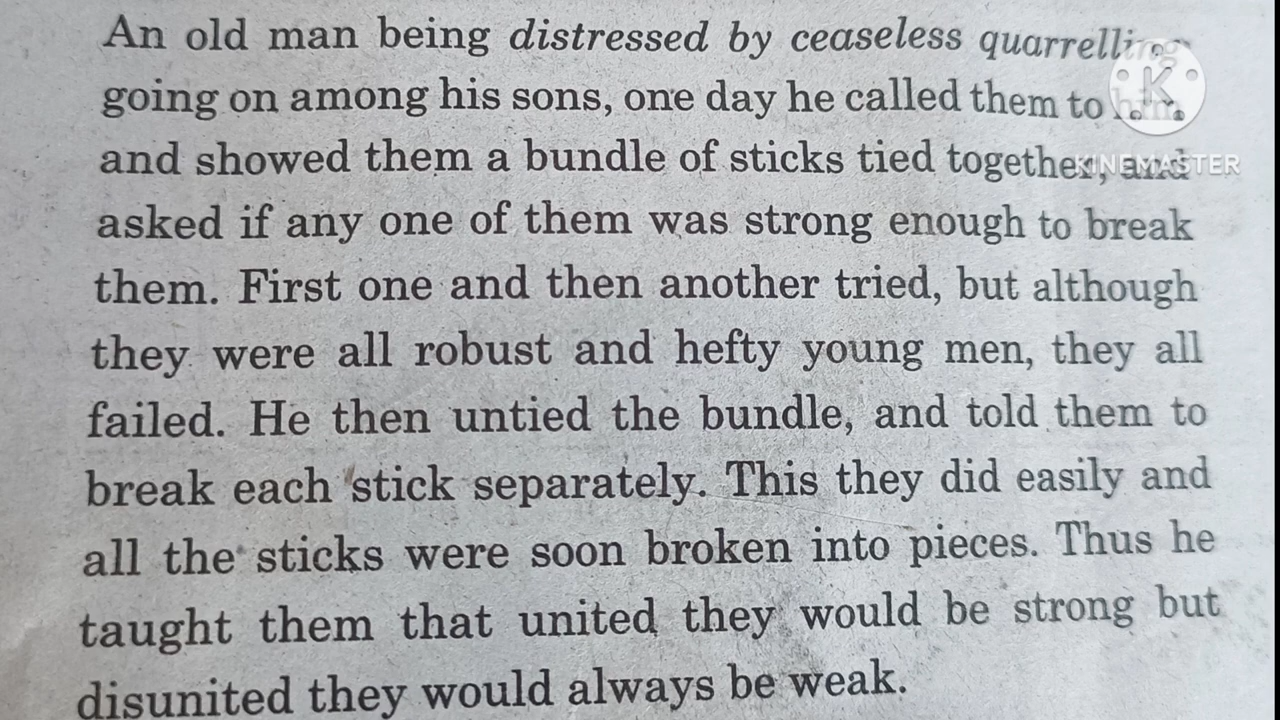 An old man being distressed by ceaseless quarrelling
going on among his sons, one day he called them to him
and showed them a bundle of sticks tied together, and
asked if any one of them was strong enough to break
them. First one and then another tried, but although
they were all robust and hefty young men, they all
failed. He then untied the bundle, and told them to
break each stick separately. This they did easily and
all the sticks were soon broken into pieces. Thus he
taught them that united they would be strong but
disunited they would always be weak.
K
KINEMASTER